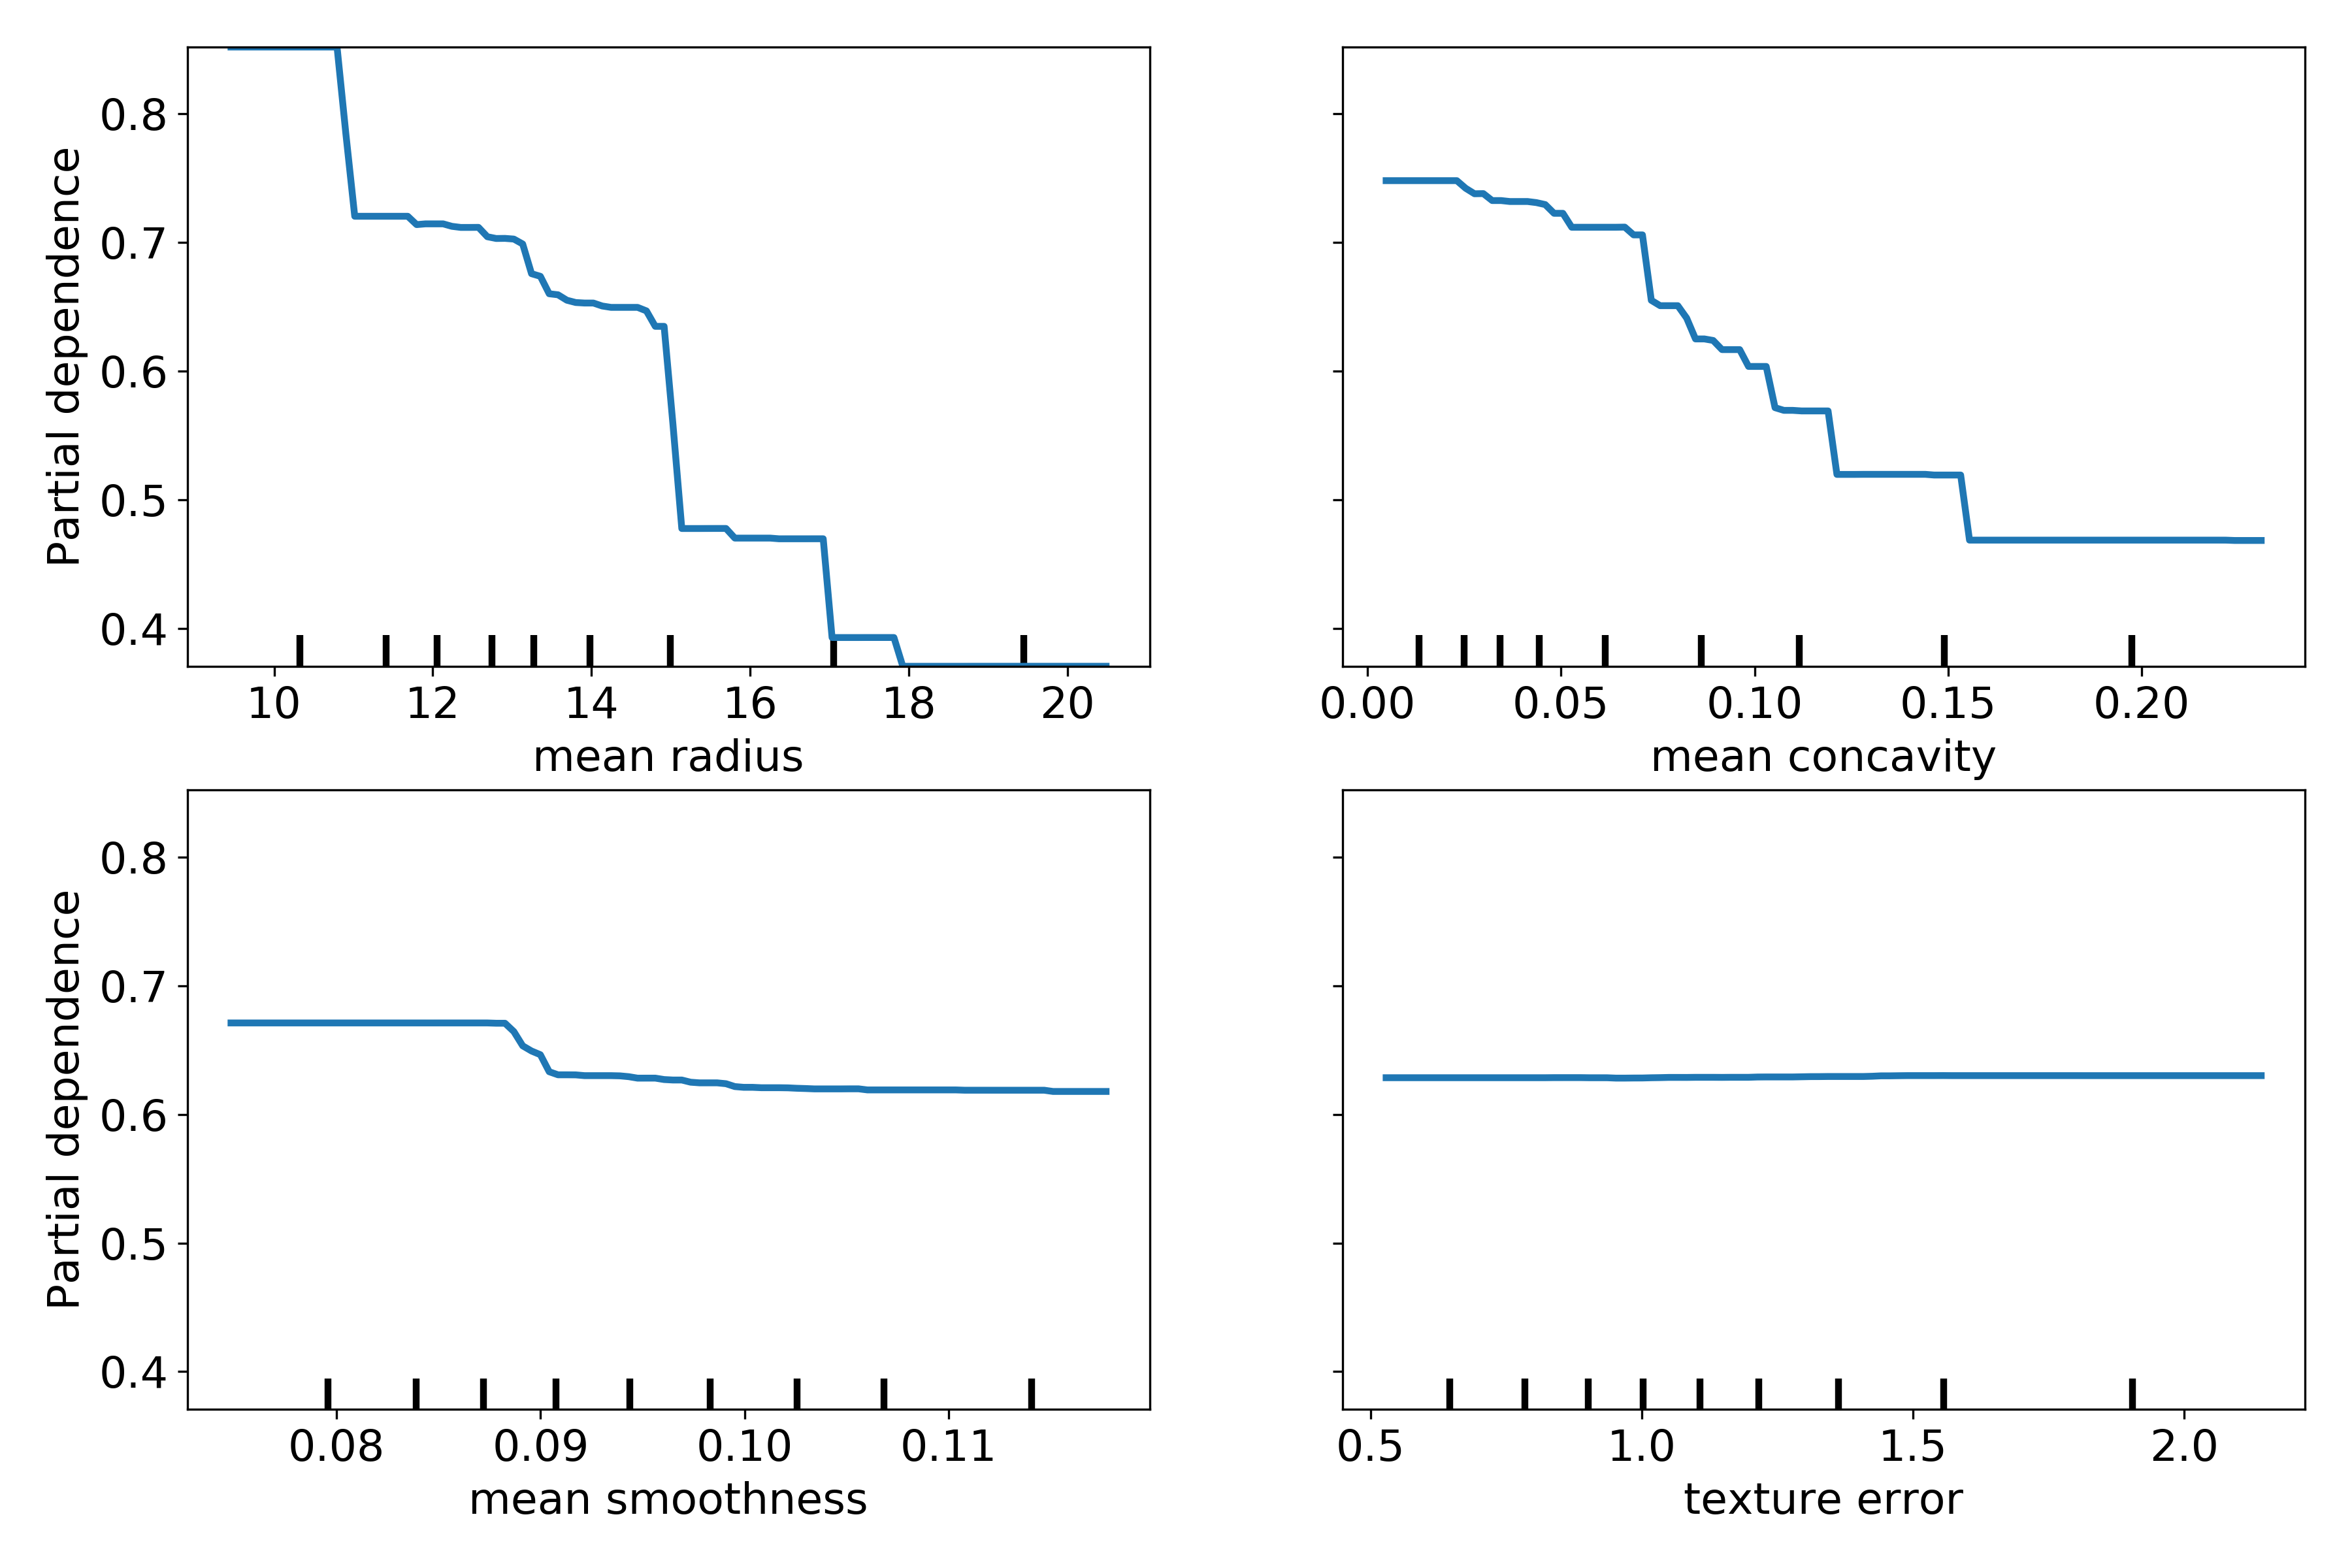 Partial dependence
0.8
0.7
0.6
0.5
0.4
10 12 14 16 18 20
mean radius
0.00 0.05 0.10 0.15 0.20
mean concavity
Partial dependence
0.8
0.7
0.6
0.5
0.4
0.08 0.09 0.10 0.11
mean smoothness
0.5 1.0 1.5 2.0
texture error